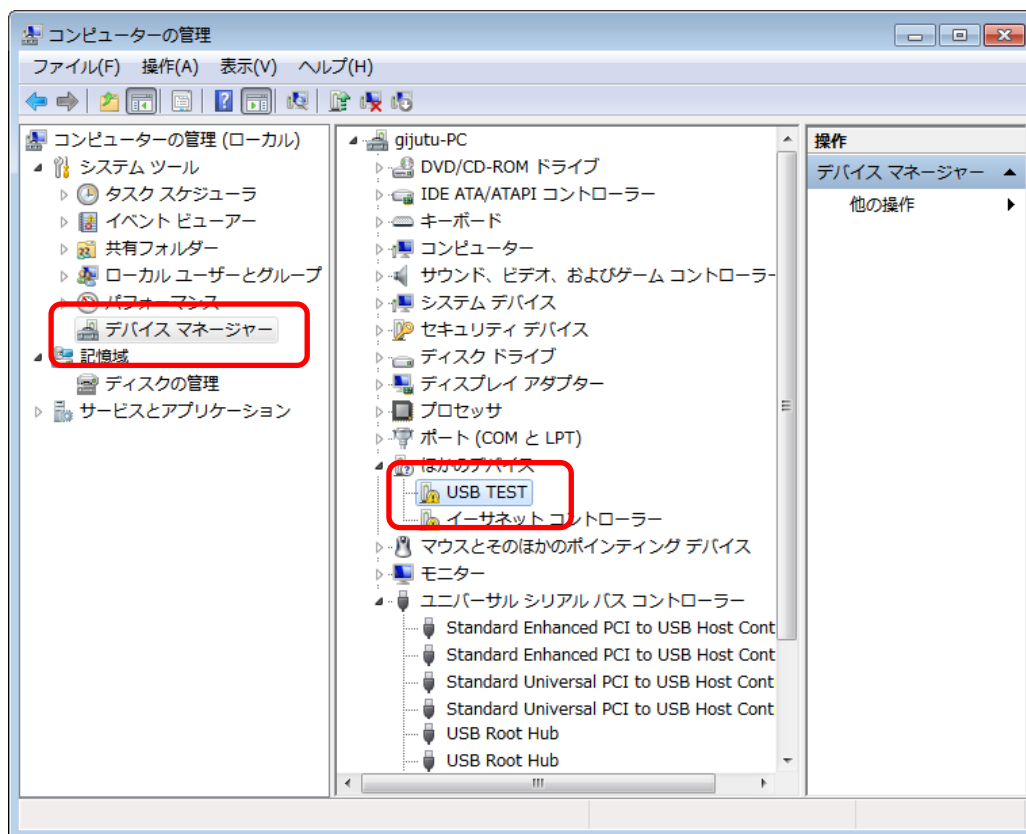 コンピューターの管理
ファイル(F) 操作(A) 表示(V) ヘルプ(H)
コンピューターの管理 (ローカル)
システム ツール
タスク スケジューラ
イベント ビューアー
共有フォルダー
ローカル ユーザーとグループ
パフォーマンス
デバイス マネージャー
記憶域
ディスクの管理
サービスとアプリケーション
gijutu-PC
DVD/CD-ROM ドライブ
IDE ATA/ATAPI コントローラー
キーボード
コンピューター
サウンド、ビデオ、およびゲーム コントローラー
システム デバイス
セキュリティ デバイス
ディスク ドライブ
ディスプレイ アダプター
プロセッサ
ポート (COM と LPT)
ほかのデバイス
USB TEST
イーサネット コントローラー
マウスとそのほかのポインティング デバイス
モニター
ユニバーサル シリアル バス コントローラー
Standard Enhanced PCI to USB Host Cont
Standard Enhanced PCI to USB Host Cont
Standard Universal PCI to USB Host Cont
Standard Universal PCI to USB Host Cont
USB Root Hub
USB Root Hub
操作
デバイス マネージャー
他の操作